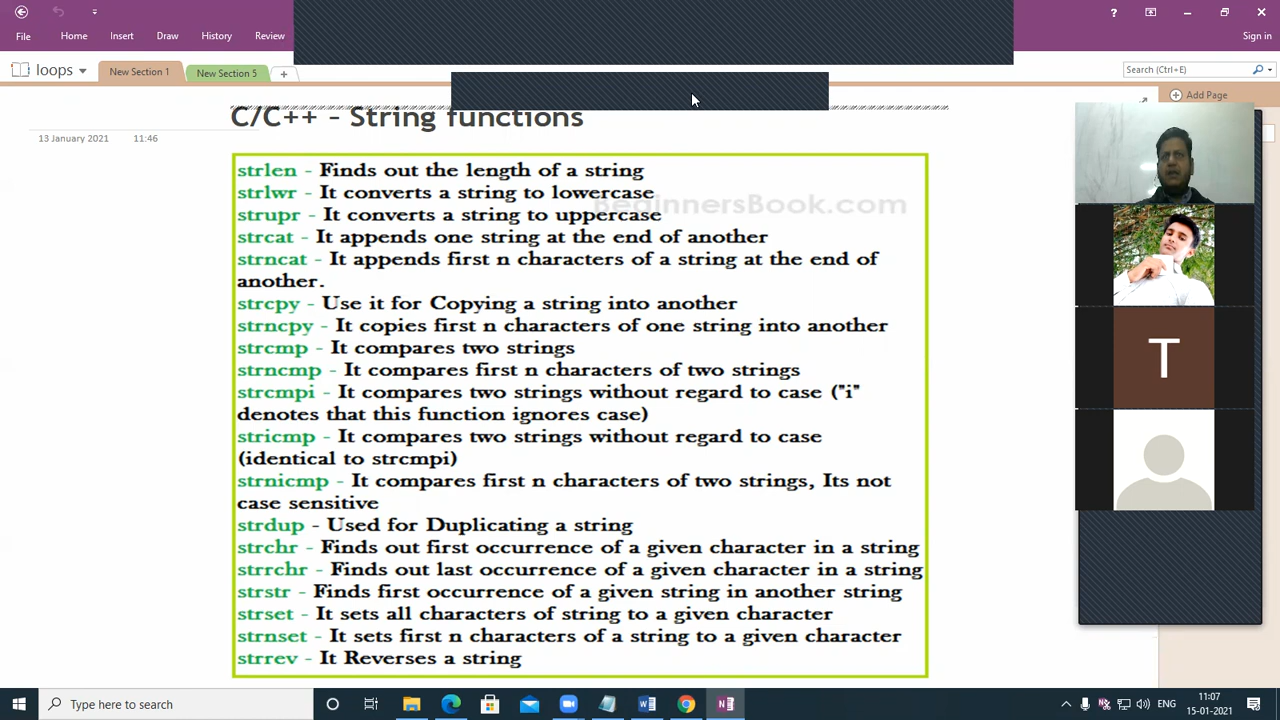 File Home Insert Draw History Review
? Sign in
loops New Section 1 New Section 5 + Search (Ctrl+E)
Add Page
C/C++ - String functions
13 January 2021 11:46
BeginnersBook.com
strlen - Finds out the length of a string
strlwr - It converts a string to lowercase
strupr - It converts a string to uppercase
strcat - It appends one string at the end of another
strncat - It appends first n characters of a string at the end of
another.
strcpy - Use it for Copying a string into another
strncpy - It copies first n characters of one string into another
strcmp - It compares two strings
strncmp - It compares first n characters of two strings
strcmpi - It compares two strings without regard to case ("i"
denotes that this function ignores case)
stricmp - It compares two strings without regard to case
(identical to strcmpi)
strnicmp - It compares first n characters of two strings, Its not
case sensitive
strdup - Used for Duplicating a string
strchr - Finds out first occurrence of a given character in a string
strrchr - Finds out last occurrence of a given character in a string
strstr - Finds first occurrence of a given string in another string
strset - It sets all characters of string to a given character
strnset - It sets first n characters of a string to a given character
strrev - It Reverses a string
T
Type here to search
ENG
11:07
15-01-2021